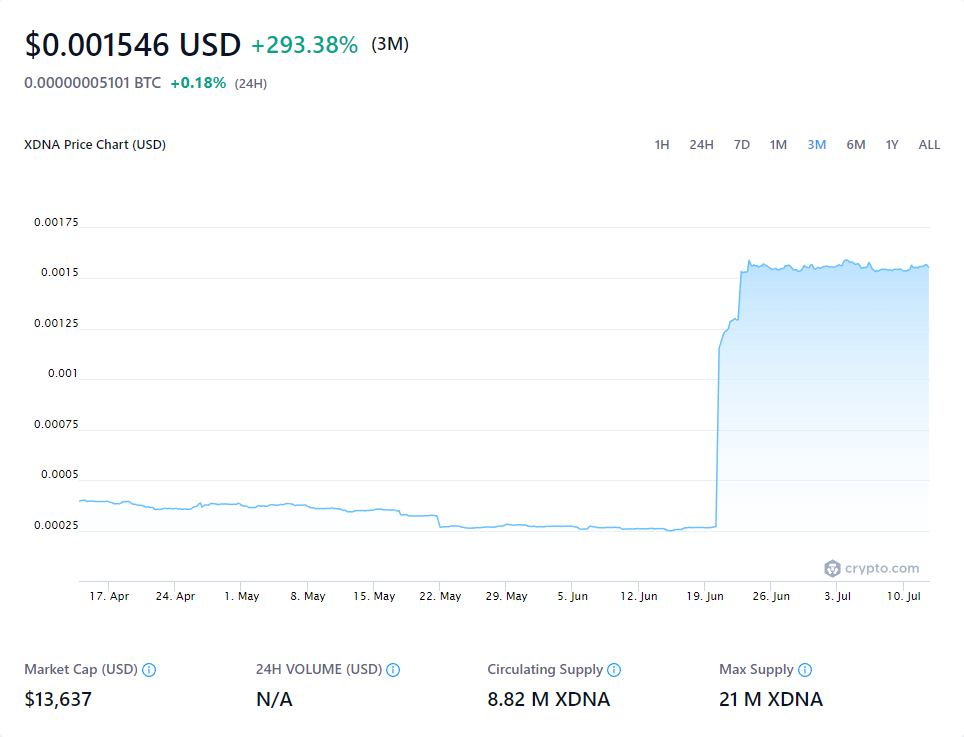 $0.001546 USD +293.38% (3M)
0.00000005101 BTC +0.18% (24H)
XDNA Price Chart (USD) 1H 24H 7D 1M 3M 6M 1Y ALL
0.00175
0.0015
0.00125
0.001
0.00075
0.0005
0.00025
crypto.com
17. Apr 24. Apr 1. May 8. May 15. May 22. May 29. May 5. Jun 12. Jun 19. Jun 26. Jun 3. Jul 10. Jul
Market Cap (USD) 24H VOLUME (USD) Circulating Supply Max Supply
$13,637 N/A 8.82 M XDNA 21 M XDNA